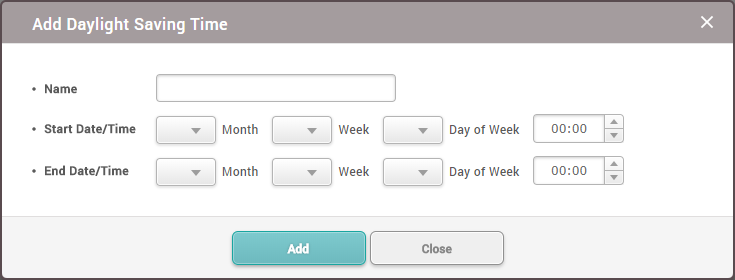 Add Daylight Saving Time
Name
Start Date/Time Month Week Day of Week 00:00
End Date/Time Month Week Day of Week 00:00
Add Close